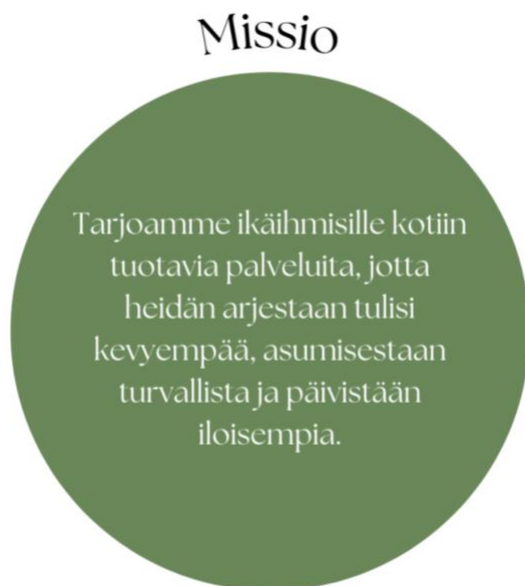 Missio
Tarjoamme ikäihmisille kotiin
tuotavia palveluita, jotta
heidän arjestaan tulisi
kevyempää, asumisestaan
turvallista ja päivistään
iloisempia.